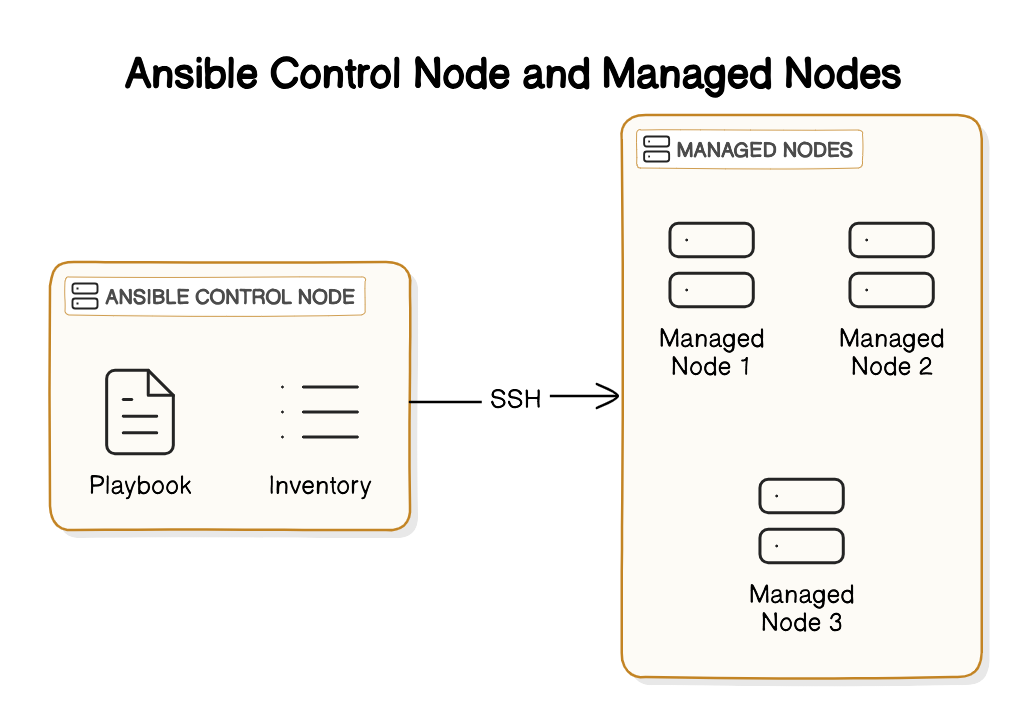 Ansible Control Node and Managed Nodes
MANAGED NODES
Managed
Node 1
Managed
Node 2
ANSIBLE CONTROL NODE
Playbook
Inventory
SSH
Managed
Node 3